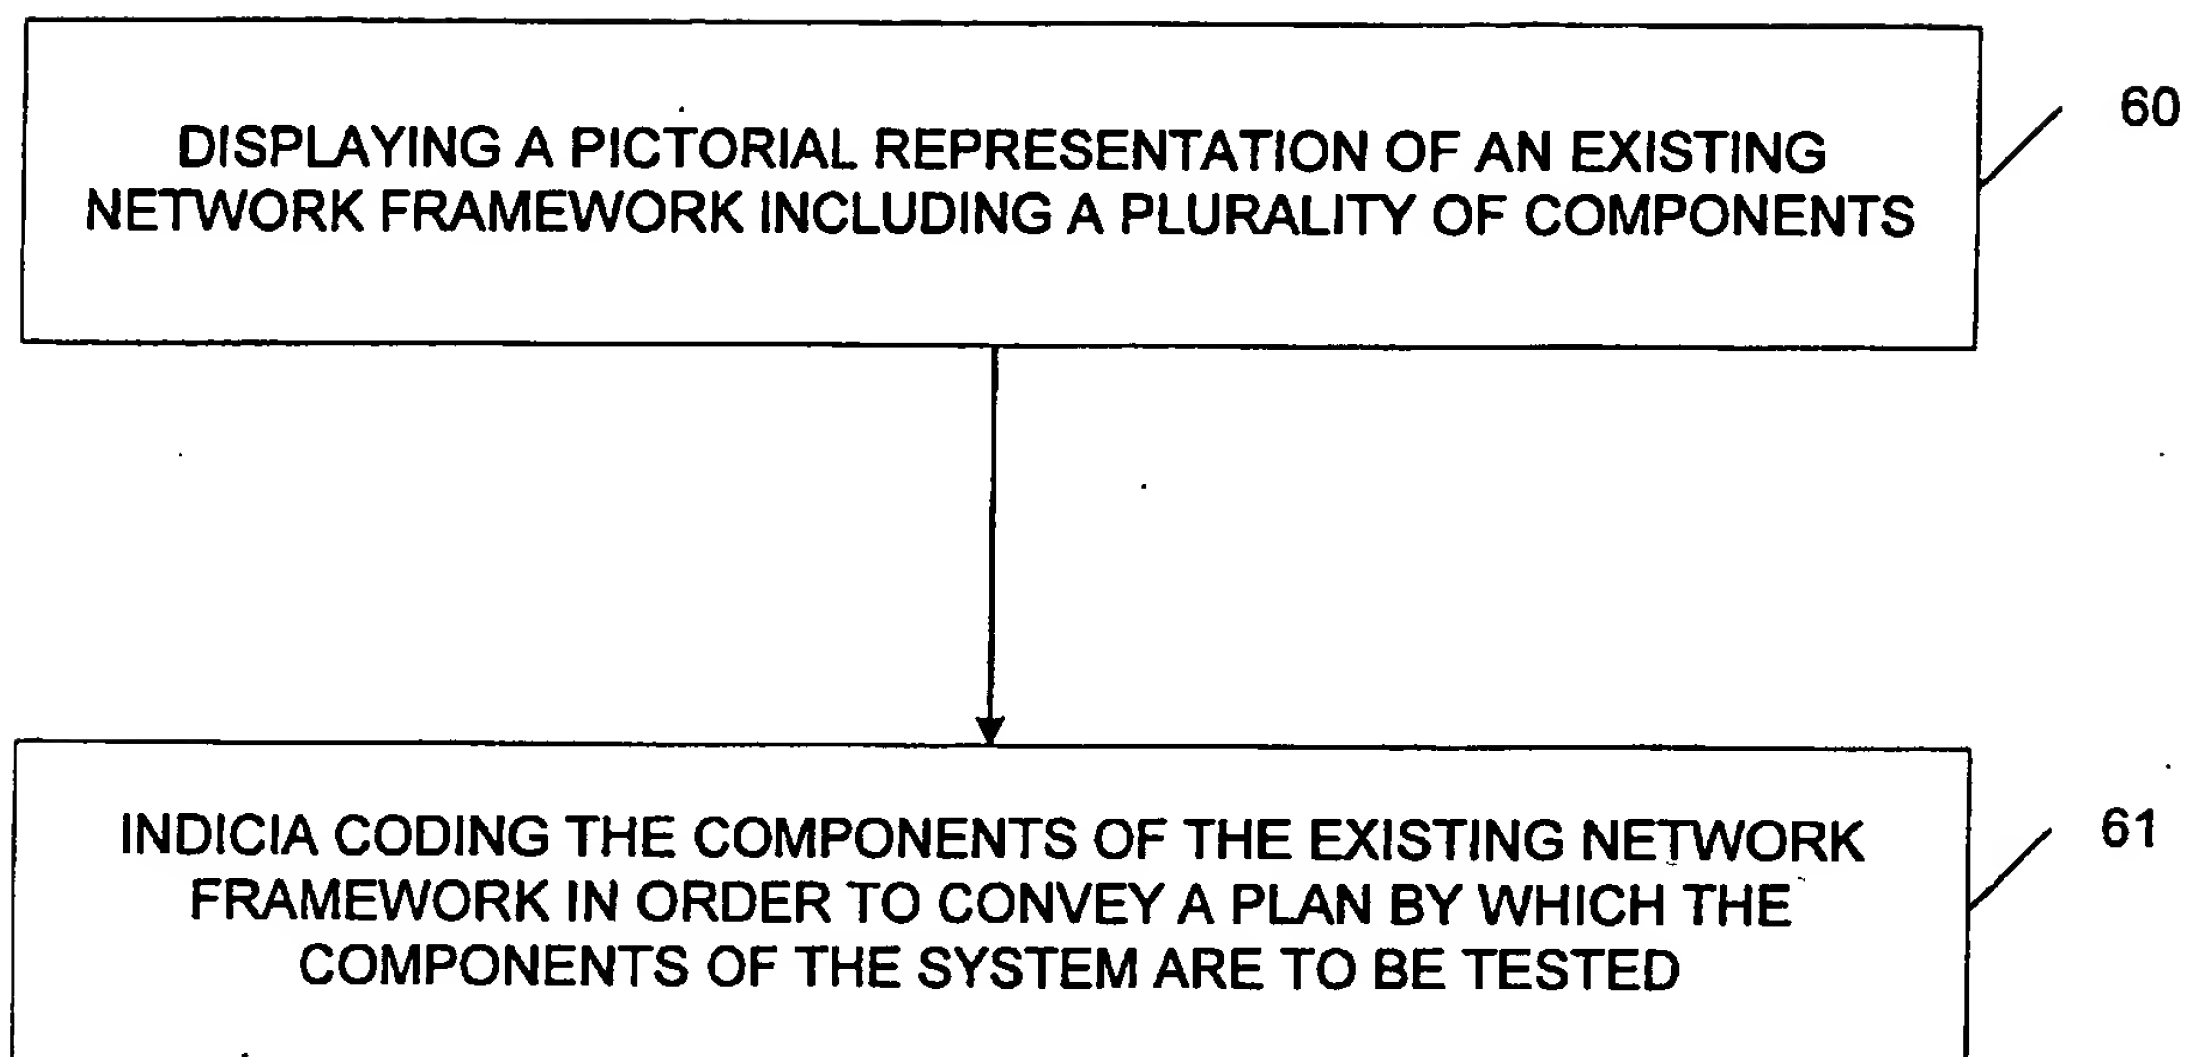 DISPLAYING A PICTORIAL REPRESENTATION OF AN EXISTING
NETWORK FRAMEWORK INCLUDING A PLURALITY OF COMPONENTS
60
INDICIA CODING THE COMPONENTS OF THE EXISTING NETWORK
FRAMEWORK IN ORDER TO CONVEY A PLAN BY WHICH THE
COMPONENTS OF THE SYSTEM ARE TO BE TESTED
61